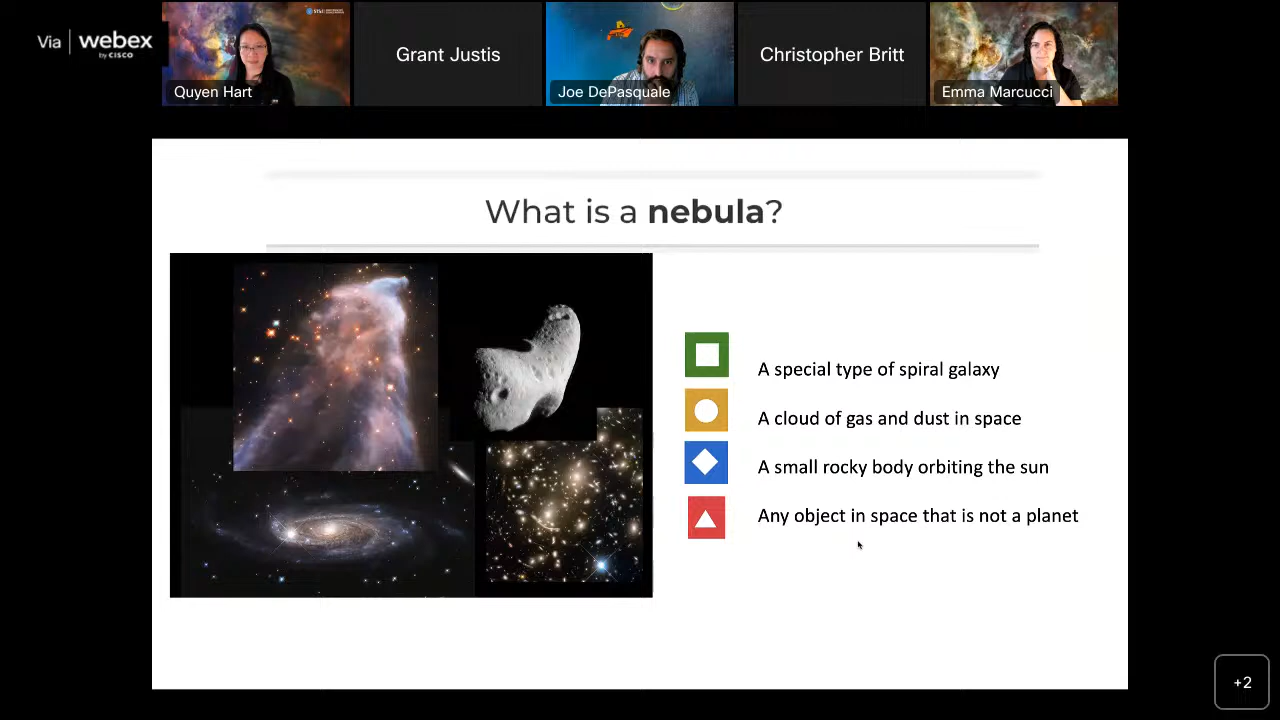 Via | webex
by CISCO
Quyen Hart
Grant Justis
Joe DePasquale
Christopher Britt
Emma Marcucci
What is a nebula?
A special type of spiral galaxy
A cloud of gas and dust in space
A small rocky body orbiting the sun
Any object in space that is not a planet
+2